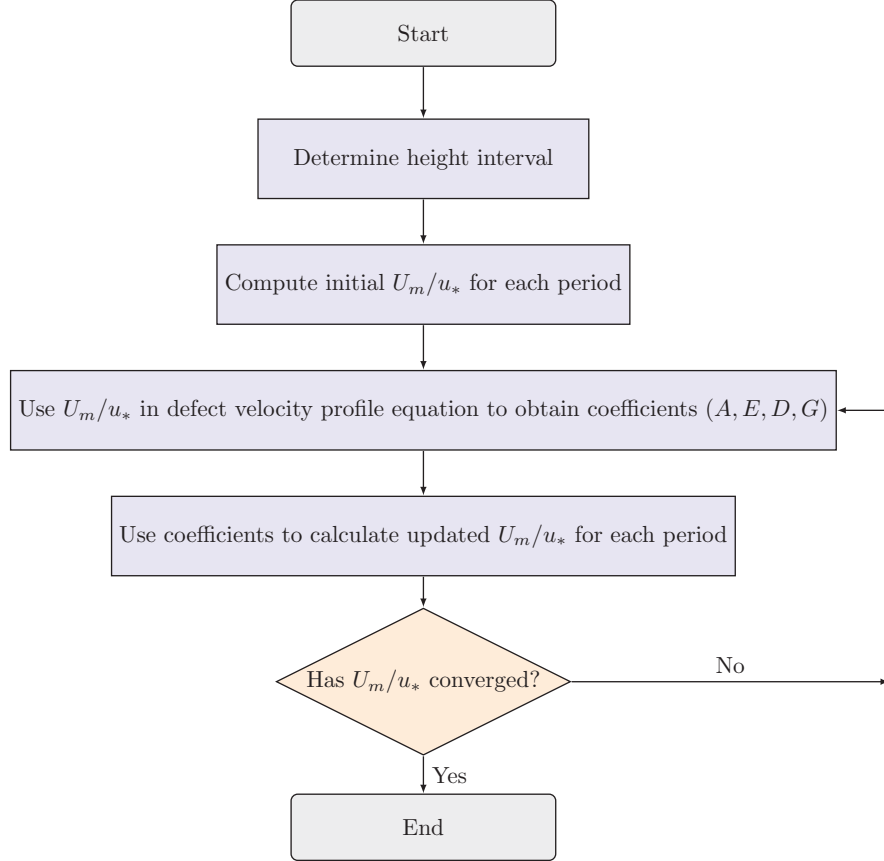 Start
Determine height interval
Compute initial $U_m/u_*$ for each period
Use $U_m/u_*$ in defect velocity profile equation to obtain coefficients $(A, E, D, G)$
Use coefficients to calculate updated $U_m/u_*$ for each period
Has $U_m/u_*$ converged?
No
Yes
End